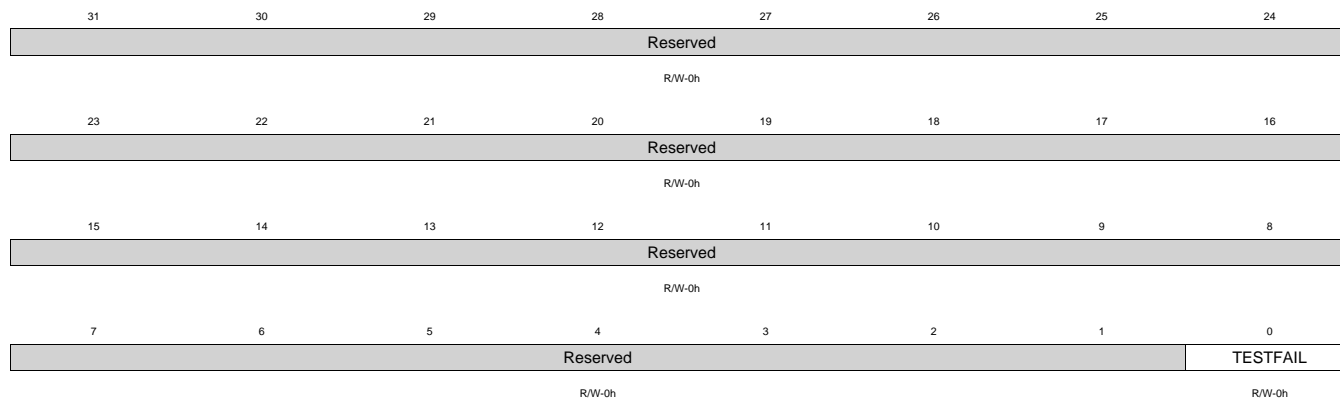 31 30 29 28 27 26 25 24
Reserved
R/W-0h
23 22 21 20 19 18 17 16
Reserved
R/W-0h
15 14 13 12 11 10 9 8
Reserved
R/W-0h
7 6 5 4 3 2 1 0
Reserved TESTFAIL
R/W-0h R/W-0h